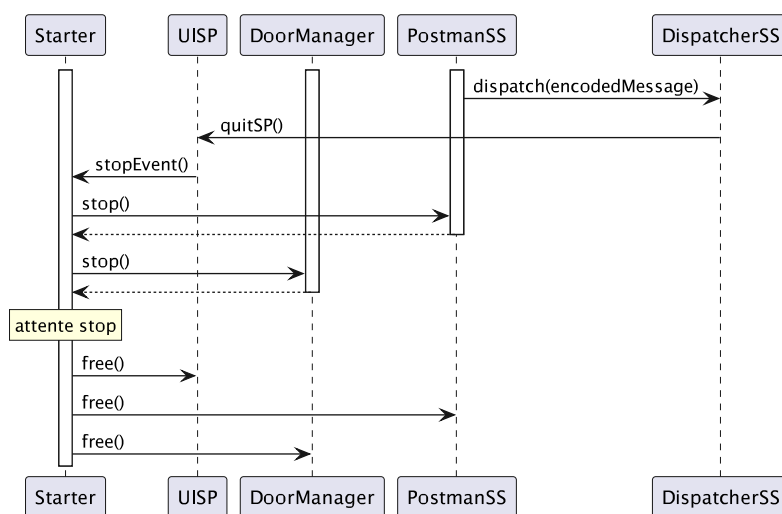 Starter UISP DoorManager PostmanSS DispatcherSS
dispatch(encodedMessage)
quitSP()
stopEvent()
stop()
stop()
attente stop
free()
free()
free()
Starter UISP DoorManager PostmanSS DispatcherSS